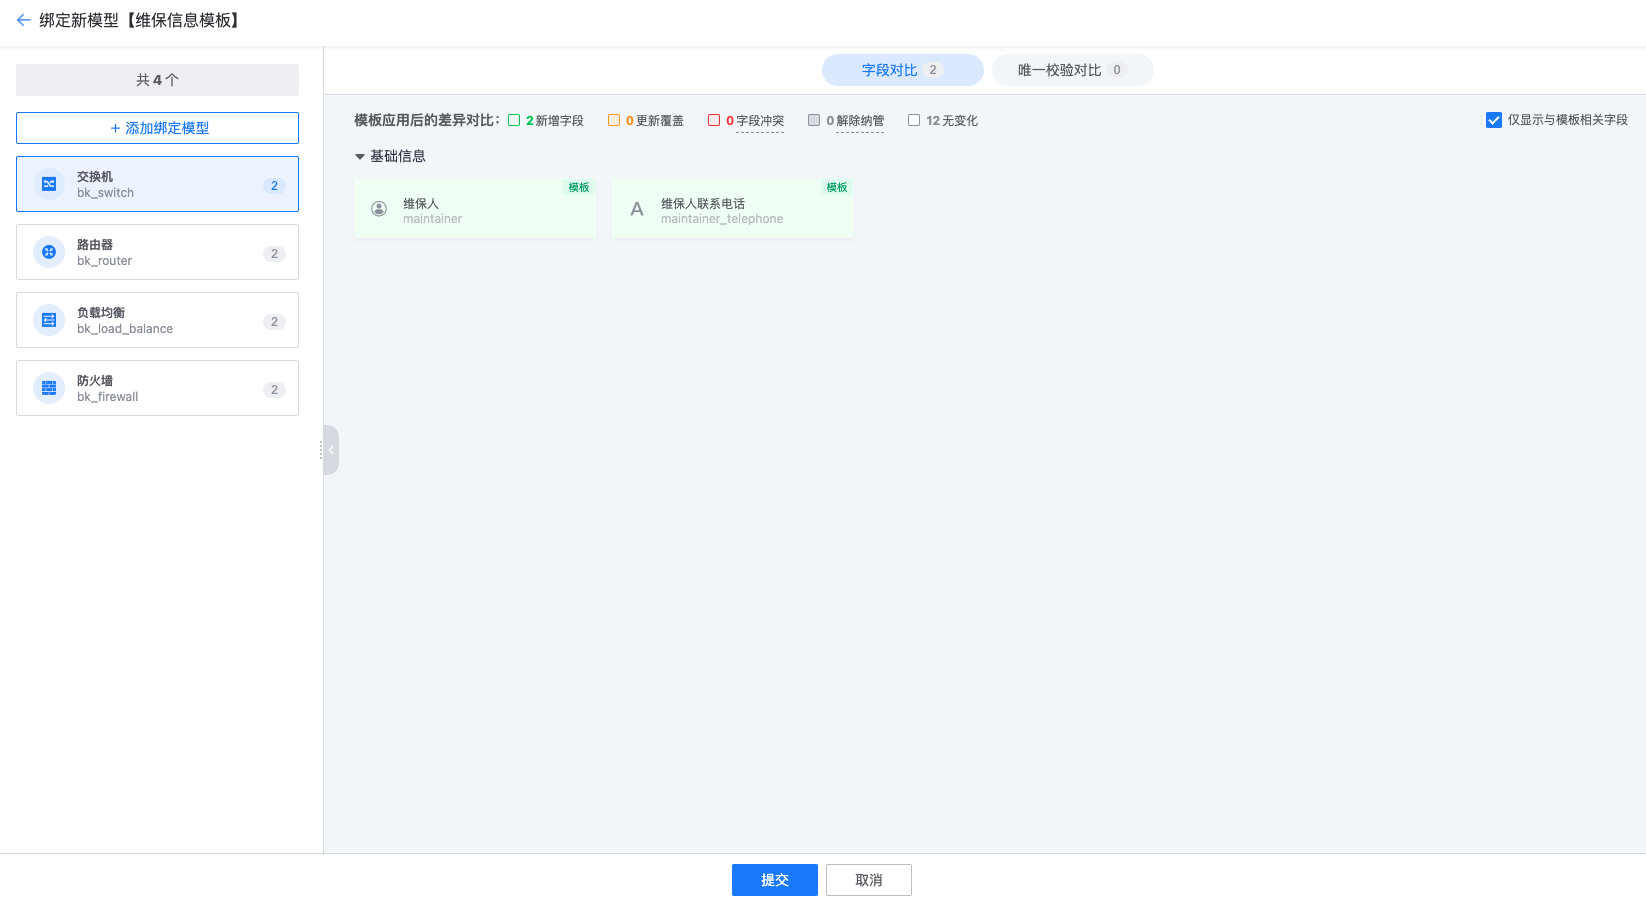 绑定新模型【维保信息模板】
共 4 个
+ 添加绑定模型
交换机
bk_switch
2
路由器
bk_router
2
负载均衡
bk_load_balance
2
防火墙
bk_firewall
2
字段对比 2
唯一校验对比 0
模板应用后的差异对比： 2 新增字段 0 更新覆盖 0 字段冲突 0 解除纳管 12 无变化
仅显示与模板相关字段
基础信息
模板
维保人
maintainer
模板
A
维保人联系电话
maintainer_telephone
提交
取消